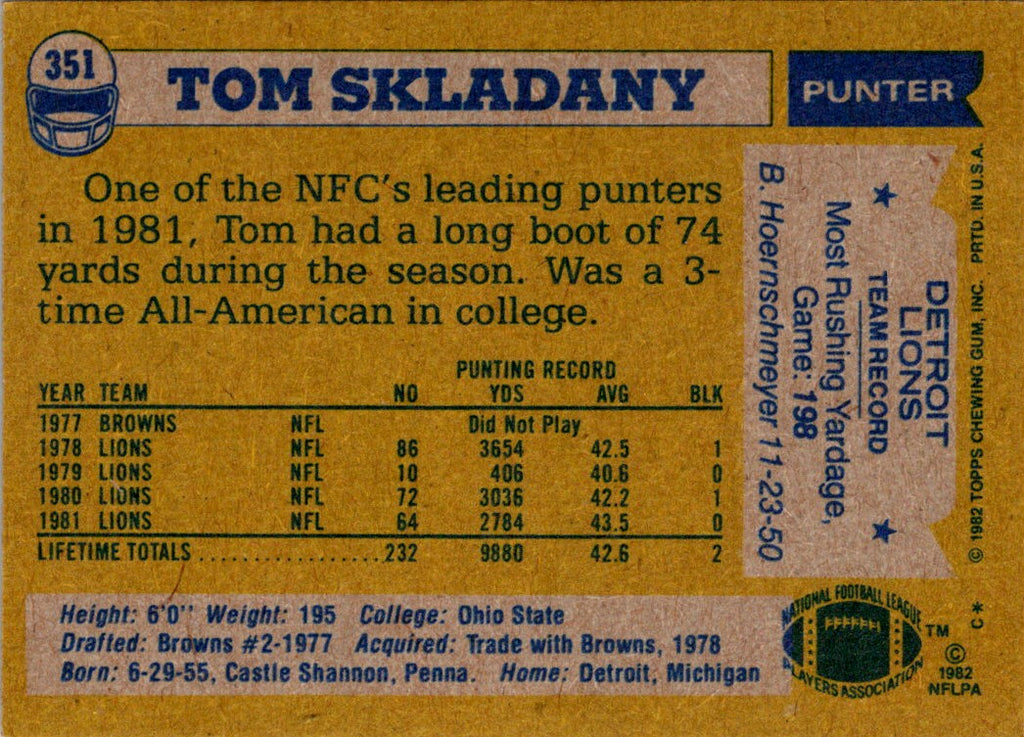 351
TOM SKLADANY
PUNTER
One of the NFC's leading punters
in 1981, Tom had a long boot of 74
yards during the season. Was a 3-
time All-American in college.
PUNTING RECORD
YEAR TEAM NO YDS AVG BLK
1977 BROWNS NFL Did Not Play
1978 LIONS NFL 86 3654 42.5 1
1979 LIONS NFL 10 406 40.6 0
1980 LIONS NFL 72 3036 42.2 1
1981 LIONS NFL 64 2784 43.5 0
LIFETIME TOTALS.................232 9880 42.6 2
Height: 6'0" Weight: 195 College: Ohio State
Drafted: Browns #2-1977 Acquired: Trade with Browns, 1978
Born: 6-29-55, Castle Shannon, Penna. Home: Detroit, Michigan
DETROIT
LIONS
★ TEAM RECORD ★
Most Rushing Yardage,
Game: 198
B. Hoernschmeyer 11-23-50
© 1982 TOPPS CHEWING GUM, INC. PRTD. IN U.S.A.
C *
NATIONAL FOOTBALL LEAGUE
PLAYERS ASSOCIATION
TM
©
1982
NFLPA